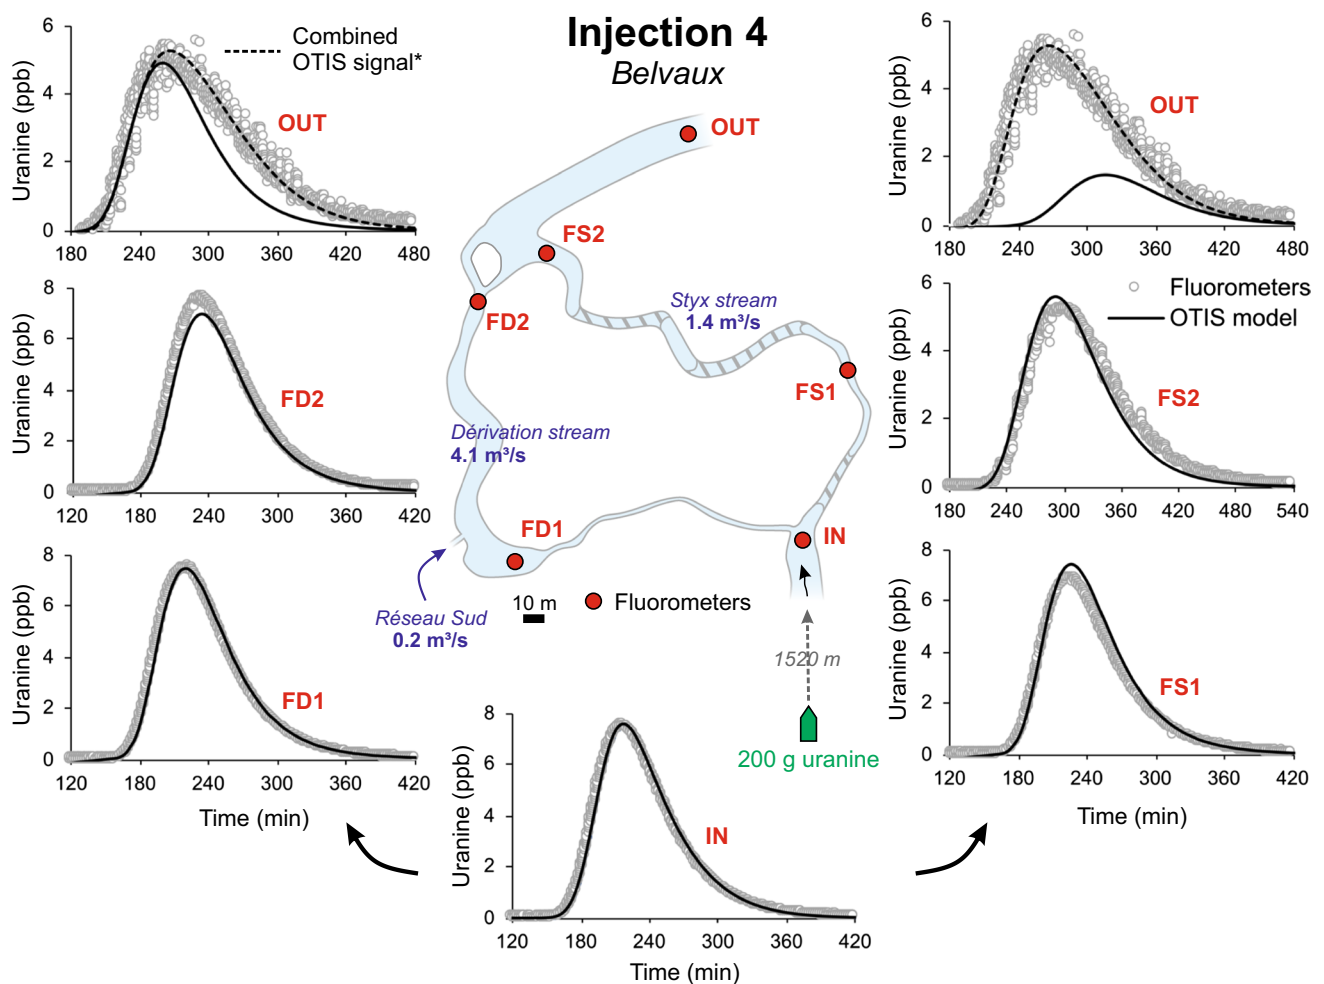 Injection 4
Belvaux
Uranine (ppb)
6
4
2
0
180 240 300 360 420 480
Combined
OTIS signal*
OUT
Uranine (ppb)
8
6
4
2
0
120 180 240 300 360 420
FD2
Uranine (ppb)
8
6
4
2
0
120 180 240 300 360 420
FD1
Time (min)
OUT
FS2
FD2
Styx stream
1.4 m³/s
FS1
Dérivation stream
4.1 m³/s
FD1
IN
Réseau Sud
0.2 m³/s
10 m
Fluorometers
1520 m
200 g uranine
Uranine (ppb)
8
6
4
2
0
120 180 240 300 360 420
IN
Time (min)
Uranine (ppb)
6
4
2
0
180 240 300 360 420 480
OUT
Fluorometers
OTIS model
Uranine (ppb)
6
4
2
0
180 240 300 360 420 480 540
FS2
Uranine (ppb)
8
6
4
2
0
120 180 240 300 360 420
FS1
Time (min)